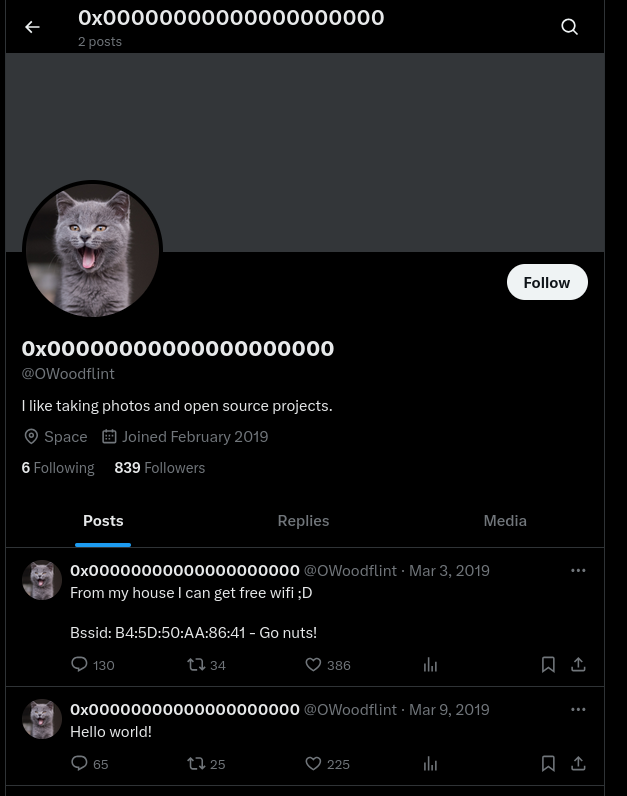 0x00000000000000000000
2 posts
Follow
0x00000000000000000000
@OWoodflint
I like taking photos and open source projects.
Space Joined February 2019
6 Following 839 Followers
Posts Replies Media
0x00000000000000000000 @OWoodflint · Mar 3, 2019
From my house I can get free wifi ;D
Bssid: B4:5D:50:AA:86:41 - Go nuts!
130 34 386
0x00000000000000000000 @OWoodflint · Mar 9, 2019
Hello world!
65 25 225